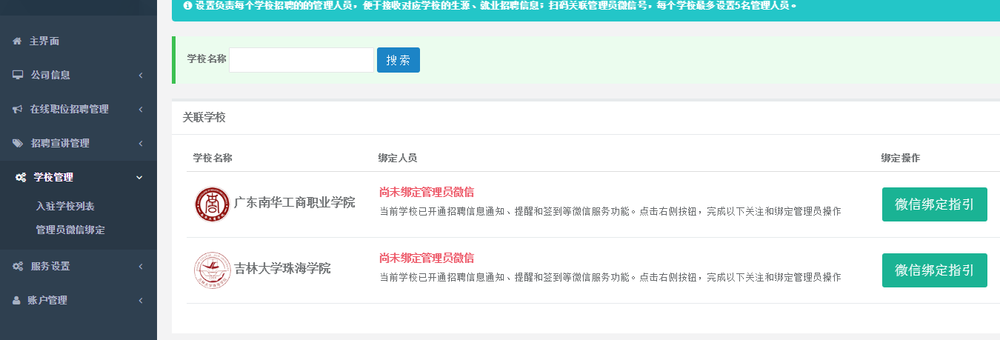 设置负责每个学校招聘的的管理人员，便于接收对应学校的生源、就业招聘信息；扫码关联管理员微信号，每个学校最多设置5名管理人员。
主界面
公司信息
在线职位招聘管理
招聘宣讲管理
学校管理
入驻学校列表
管理员微信绑定
服务设置
账户管理
学校名称
搜索
关联学校
学校名称 绑定人员 绑定操作
广东南华工商职业学院
尚未绑定管理员微信
当前学校已开通招聘信息通知、提醒和签到等微信服务功能。点击右侧按钮，完成以下关注和绑定管理员操作
微信绑定指引
吉林大学珠海学院
尚未绑定管理员微信
当前学校已开通招聘信息通知、提醒和签到等微信服务功能。点击右侧按钮，完成以下关注和绑定管理员操作
微信绑定指引